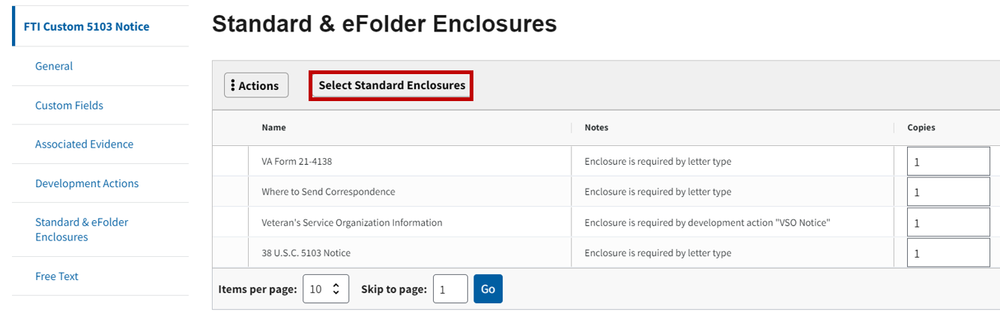 FTI Custom 5103 Notice
General
Custom Fields
Associated Evidence
Development Actions
Standard & eFolder
Enclosures
Free Text
Standard & eFolder Enclosures
Actions Select Standard Enclosures
Name Notes Copies
VA Form 21-4138 Enclosure is required by letter type 1
Where to Send Correspondence Enclosure is required by letter type 1
Veteran's Service Organization Information Enclosure is required by development action "VSO Notice" 1
38 U.S.C. 5103 Notice Enclosure is required by letter type 1
Items per page: 10 Skip to page: 1 Go